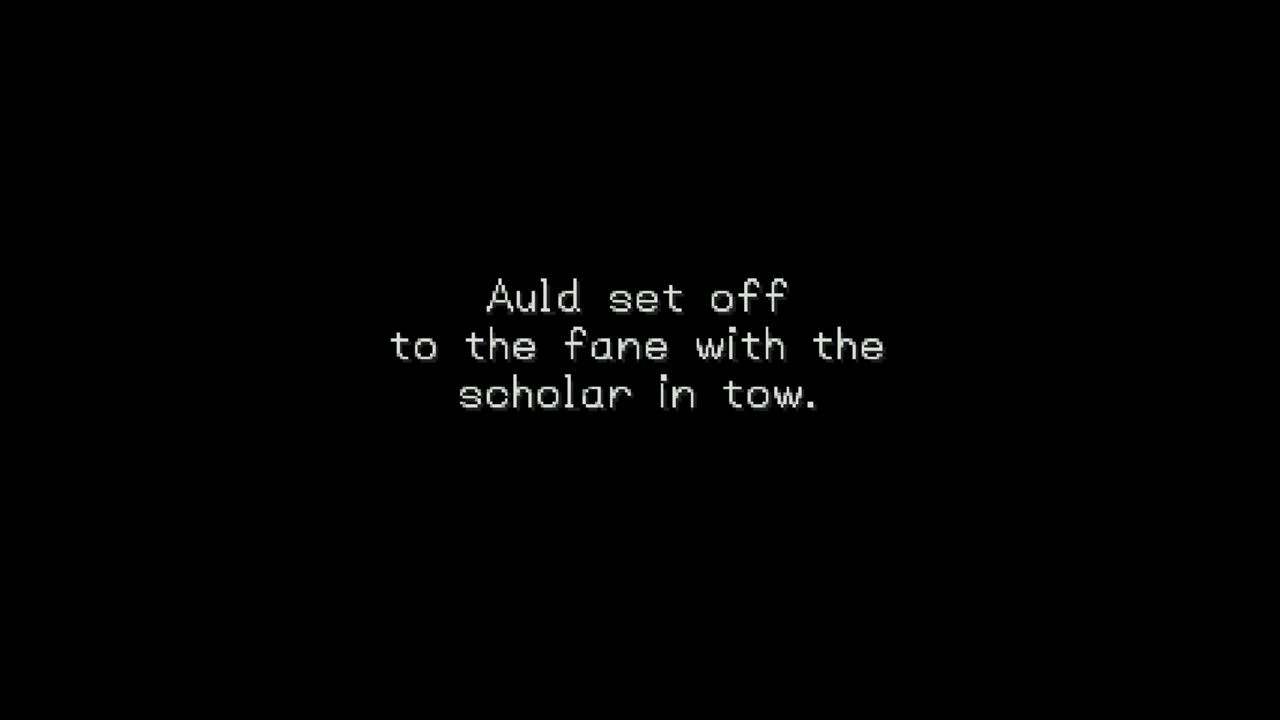 Auld set off
to the fane with the
scholar in tow.